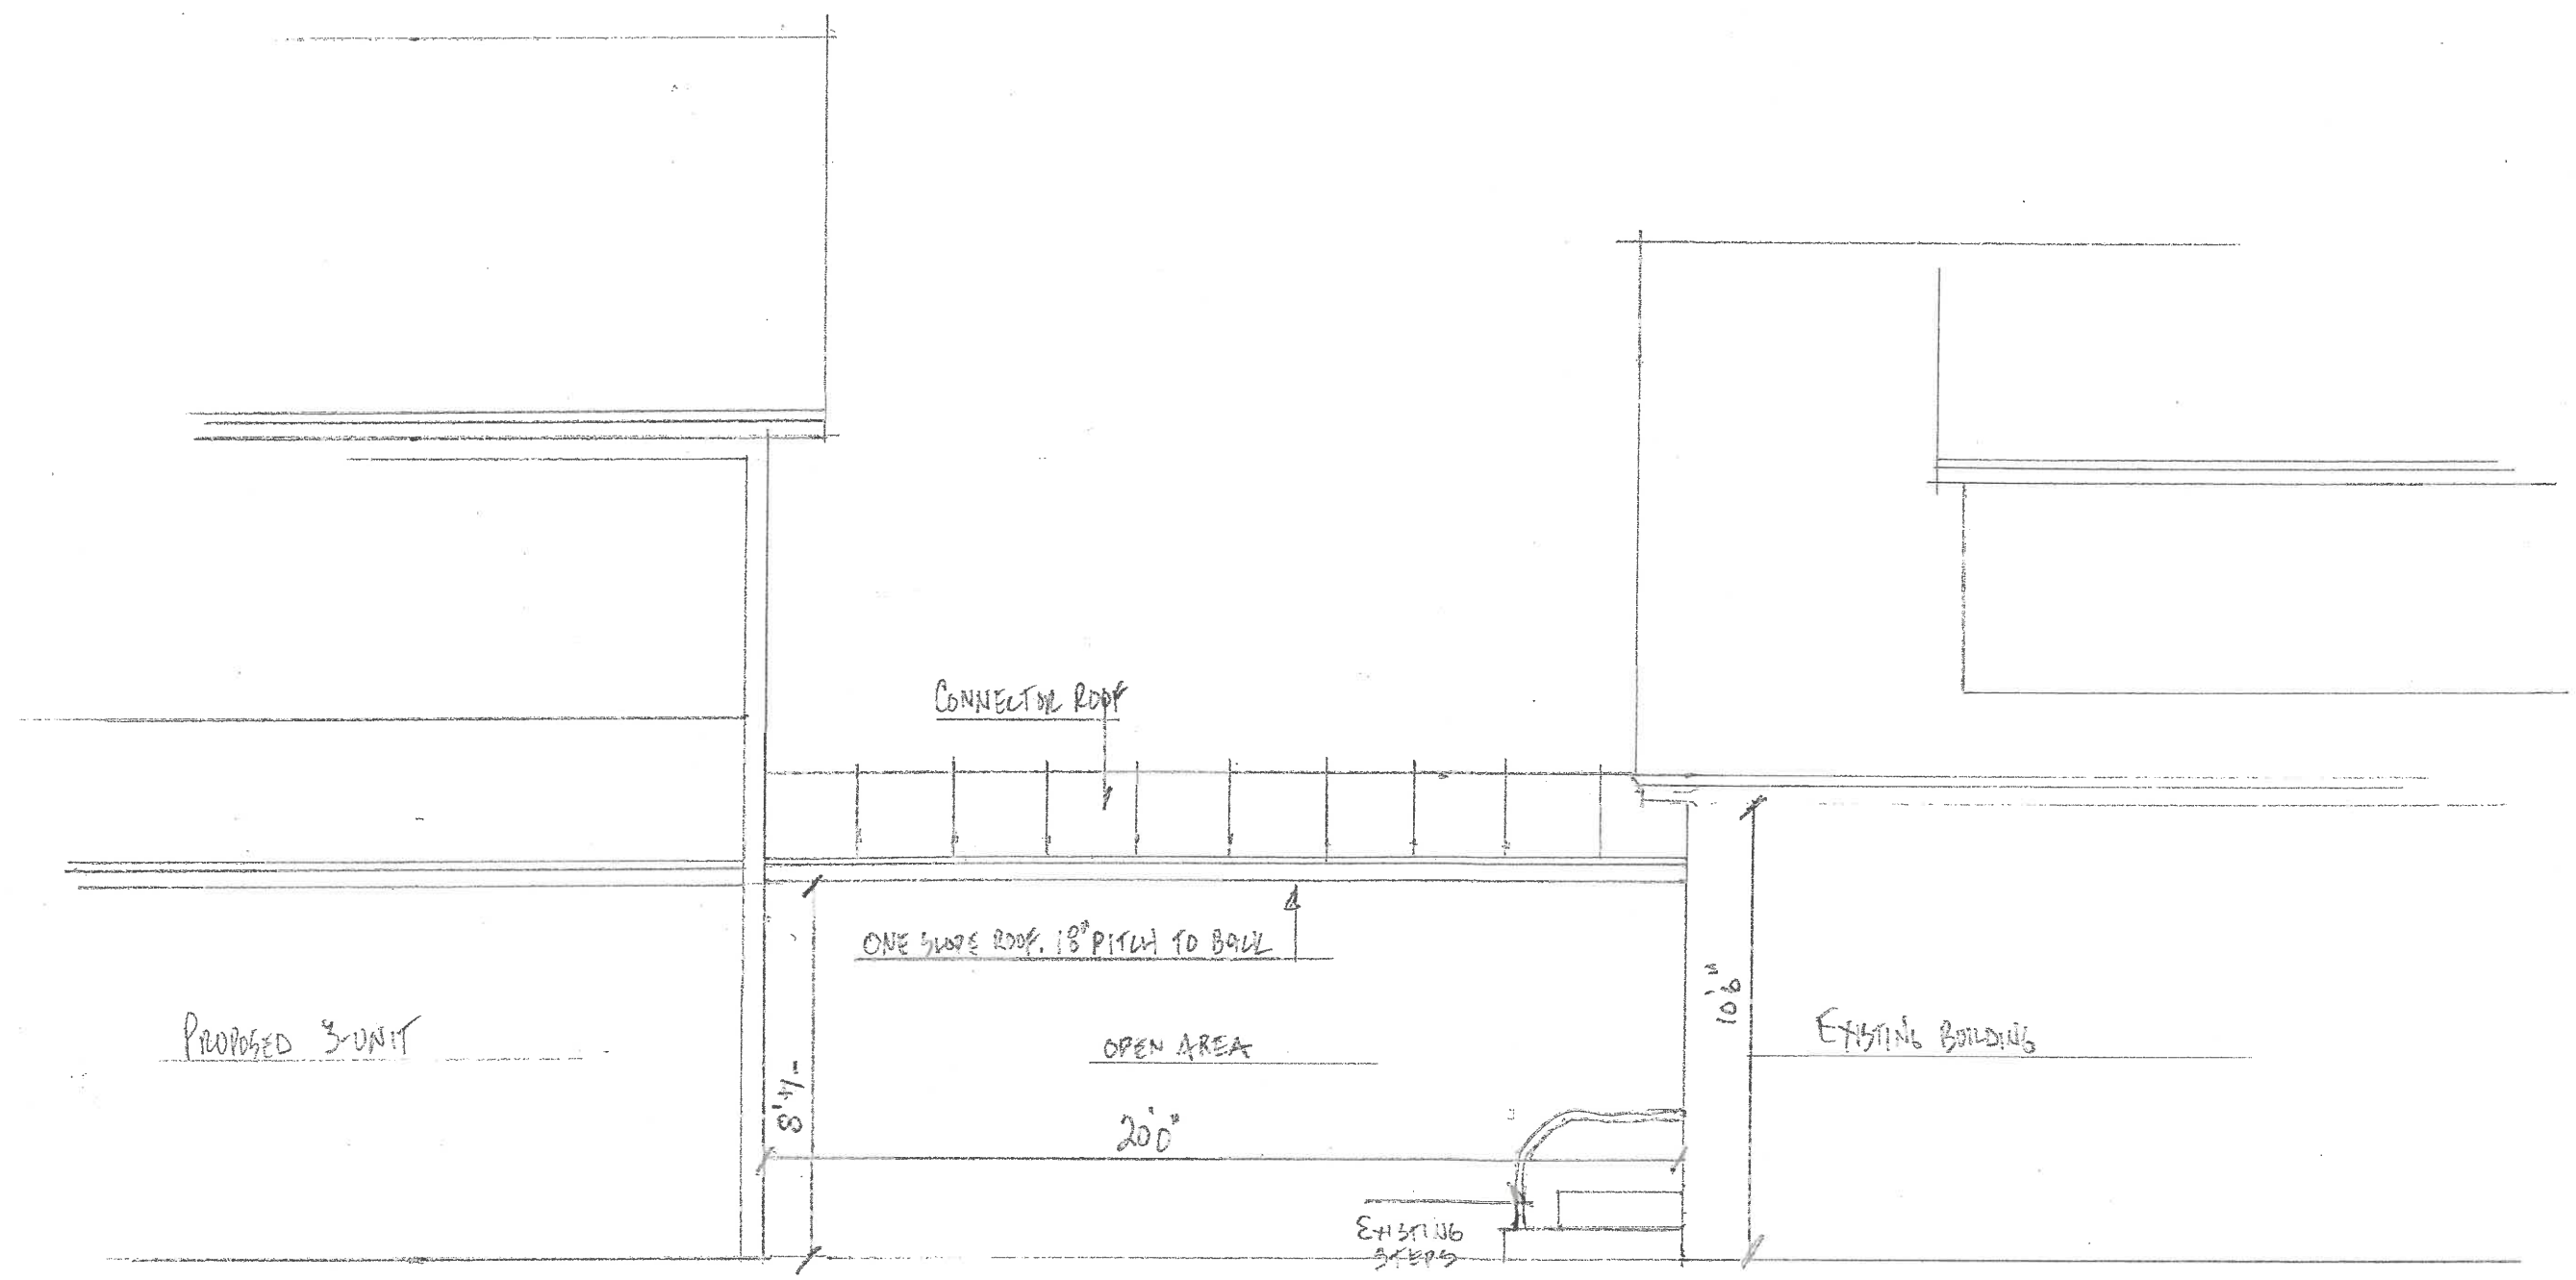 CONNECTOR ROOF
ONE SLOPE ROOF. 18" PITCH TO BACK
PROPOSED 3-UNIT
OPEN AREA
EXISTING BUILDING
8' +/-
20'0"
10'6"
EXISTING
STEPS